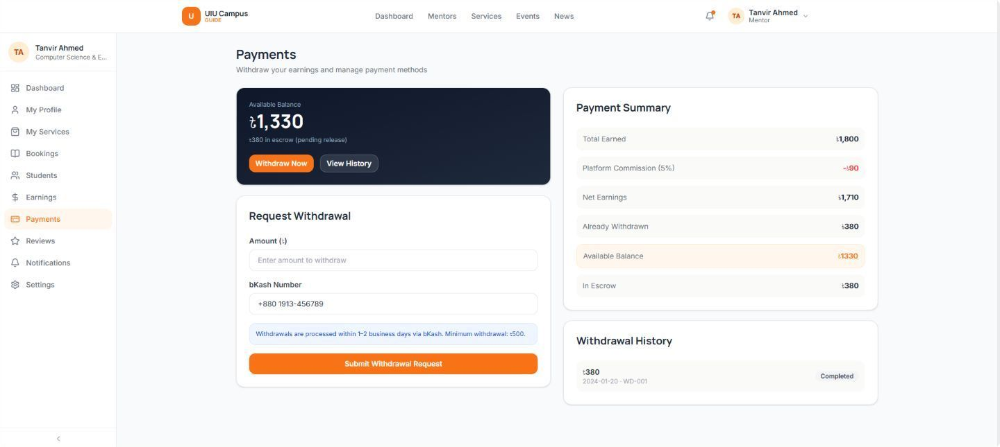 U
UIU Campus
GUIDE
Dashboard
Mentors
Services
Events
News
TA
Tanvir Ahmed
Mentor
TA
Tanvir Ahmed
Computer Science & E...
Dashboard
My Profile
My Services
Bookings
Students
Earnings
Payments
Reviews
Notifications
Settings
Payments
Withdraw your earnings and manage payment methods
Available Balance
৳1,330
৳380 in escrow (pending release)
Withdraw Now
View History
Request Withdrawal
Amount (৳)
Enter amount to withdraw
bKash Number
+880 1913-456789
Withdrawals are processed within 1–2 business days via bKash. Minimum withdrawal: ৳500.
Submit Withdrawal Request
Payment Summary
Total Earned ৳1,800
Platform Commission (5%) -৳90
Net Earnings ৳1,710
Already Withdrawn ৳380
Available Balance ৳1330
In Escrow ৳380
Withdrawal History
৳380
2024-01-20 · WD-001
Completed